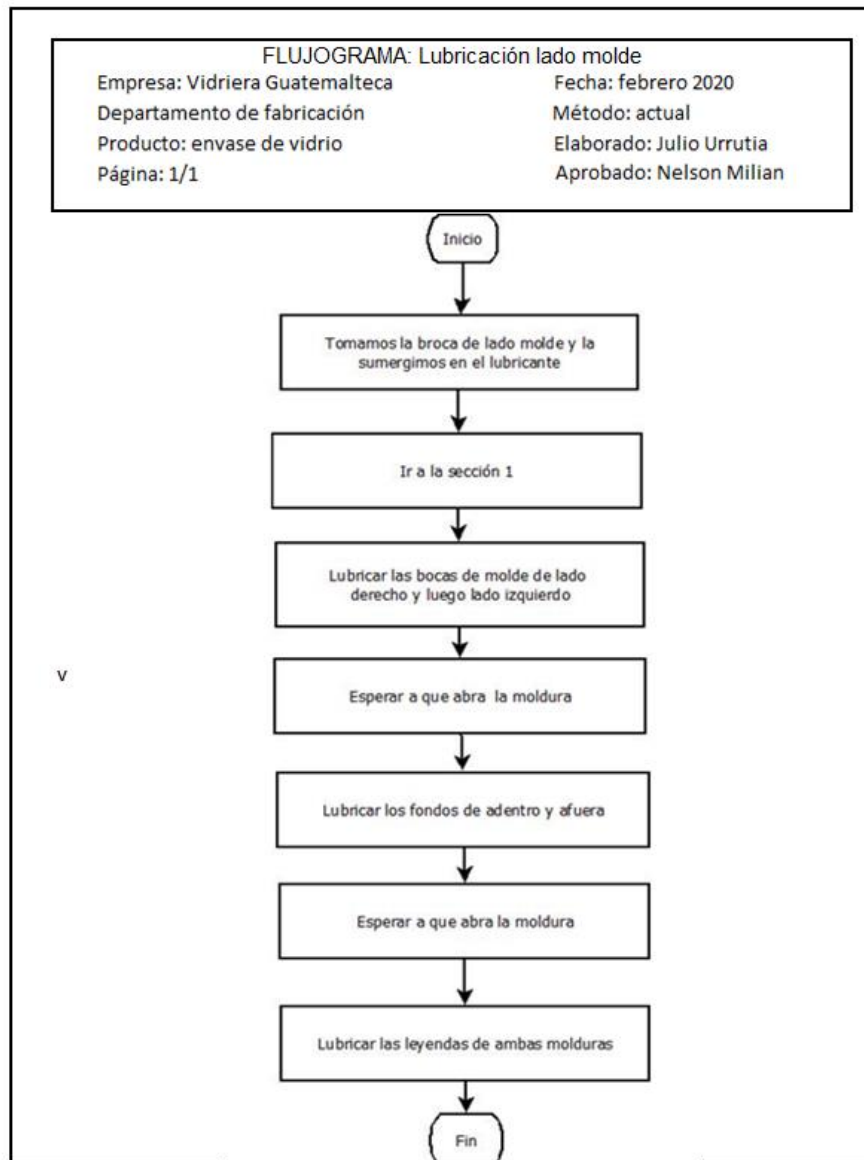 FLUJOGRAMA: Lubricación lado molde
Empresa: Vidriera Guatemalteca
Fecha: febrero 2020
Departamento de fabricación
Método: actual
Producto: envase de vidrio
Elaborado: Julio Urrutia
Página: 1/1
Aprobado: Nelson Milian
Inicio
Tomamos la broca de lado molde y la
sumergimos en el lubricante
Ir a la sección 1
Lubricar las bocas de molde de lado
derecho y luego lado izquierdo
v
Esperar a que abra la moldura
Lubricar los fondos de adentro y afuera
Esperar a que abra la moldura
Lubricar las leyendas de ambas molduras
Fin